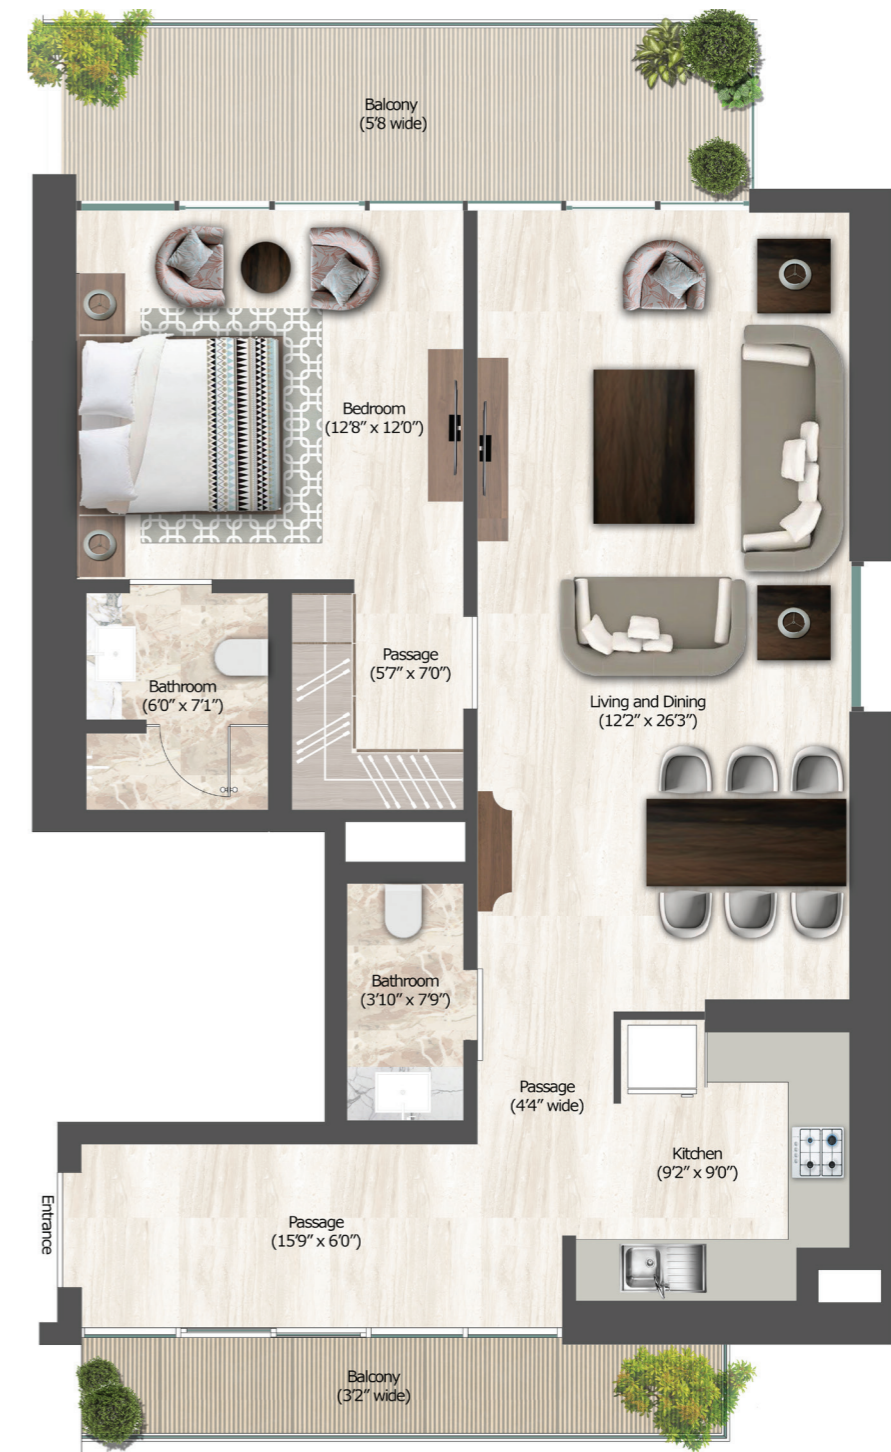 Balcony
(5'8 wide)
Bedroom
(12'8" x 12'0")
Passage
(5'7" x 7'0")
Bathroom
(6'0" x 7'1")
Living and Dining
(12'2" x 26'3")
Bathroom
(3'10" x 7'9")
Passage
(4'4" wide)
Kitchen
(9'2" x 9'0")
Entrance
Passage
(15'9" x 6'0")
Balcony
(3'2" wide)